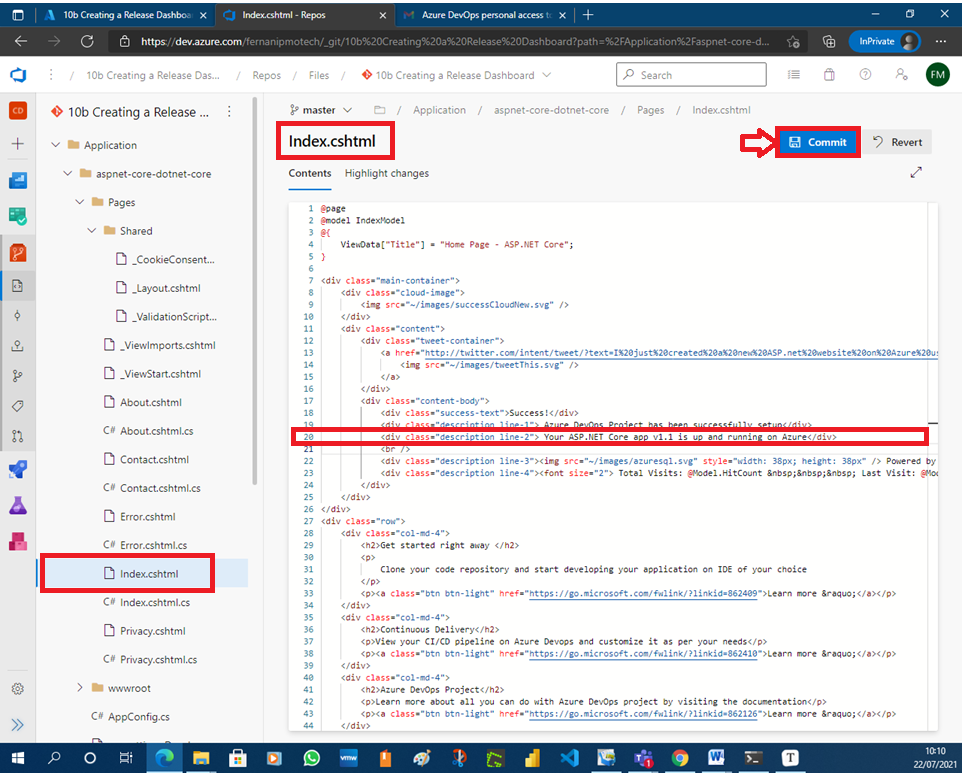 10b Creating a Release Dashboa
Index.cshtml - Repos
Azure DevOps personal access to
https://dev.azure.com/fernanipmotech/_git/10b%20Creating%20a%20Release%20Dashboard?path=%2FApplication%2Faspnet-core-d...
InPrivate
/ 10b Creating a Release Das... / Repos / Files / 10b Creating a Release Dashboard
Search
FM
CD
10b Creating a Release ...
Application
aspnet-core-dotnet-core
Pages
Shared
_CookieConsent...
_Layout.cshtml
_ValidationScript...
_ViewImports.cshtml
_ViewStart.cshtml
About.cshtml
C# About.cshtml.cs
Contact.cshtml
C# Contact.cshtml.cs
Error.cshtml
C# Error.cshtml.cs
Index.cshtml
C# Index.cshtml.cs
Privacy.cshtml
C# Privacy.cshtml.cs
wwwroot
C# AppConfig.cs
master / Application / aspnet-core-dotnet-core / Pages / Index.cshtml
Index.cshtml
Commit
Revert
Contents Highlight changes
1 @page
2 @model IndexModel
3 @{
4 ViewData["Title"] = "Home Page - ASP.NET Core";
5 }
6
7 <div class="main-container">
8 <div class="cloud-image">
9 <img src="~/images/successCloudNew.svg" />
10 </div>
11 <div class="content">
12 <div class="tweet-container">
13 <a href="http://twitter.com/intent/tweet/?text=I%20just%20created%20a%20new%20ASP.net%20website%20on%20Azure%20us
14 <img src="~/images/tweetThis.svg" />
15 </a>
16 </div>
17 <div class="content-body">
18 <div class="success-text">Success!</div>
19 <div class="description line-1"> Azure DevOps Project has been successfully setup</div>
20 <div class="description line-2"> Your ASP.NET Core app v1.1 is up and running on Azure</div>
21 <br />
22 <div class="description line-3"><img src="~/images/azuresql.svg" style="width: 38px; height: 38px" /> Powered by
23 <div class="description line-4"><font size="2"> Total Visits: @Model.HitCount &nbsp;&nbsp;&nbsp; Last Visit: @Mod
24 </div>
25 </div>
26 </div>
27 <div class="row">
28 <div class="col-md-4">
29 <h2>Get started right away </h2>
30 <p>
31 Clone your code repository and start developing your application on IDE of your choice
32 </p>
33 <p><a class="btn btn-light" href="https://go.microsoft.com/fwlink/?linkid=862409">Learn more &raquo;</a></p>
34 </div>
35 <div class="col-md-4">
36 <h2>Continuous Delivery</h2>
37 <p>View your CI/CD pipeline on Azure Devops and customize it as per your needs</p>
38 <p><a class="btn btn-light" href="https://go.microsoft.com/fwlink/?linkid=862410">Learn more &raquo;</a></p>
39 </div>
40 <div class="col-md-4">
41 <h2>Azure DevOps Project</h2>
42 <p>Learn more about all you can do with Azure DevOps project by visiting the documentation</p>
43 <p><a class="btn btn-light" href="https://go.microsoft.com/fwlink/?linkid=862126">Learn more &raquo;</a></p>
44 </div>
vmw
W
T
10:10
22/07/2021